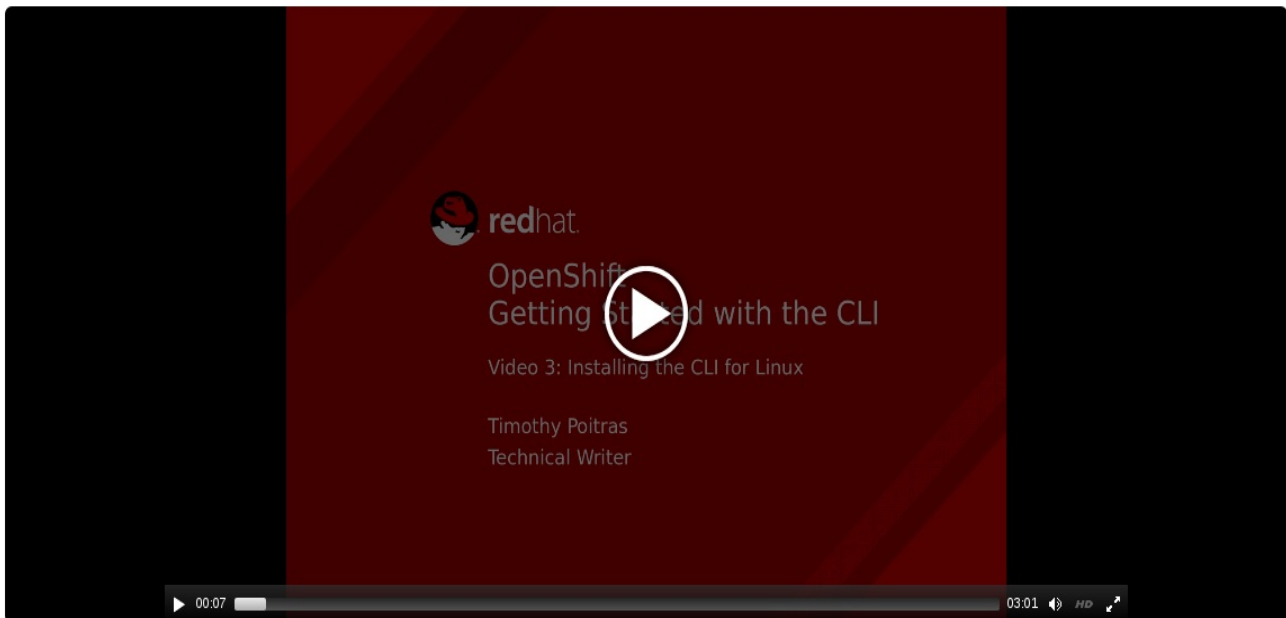 redhat.
OpenShift
Getting Started with the CLI
Video 3: Installing the CLI for Linux
Timothy Poitras
Technical Writer
00:07
03:01
HD